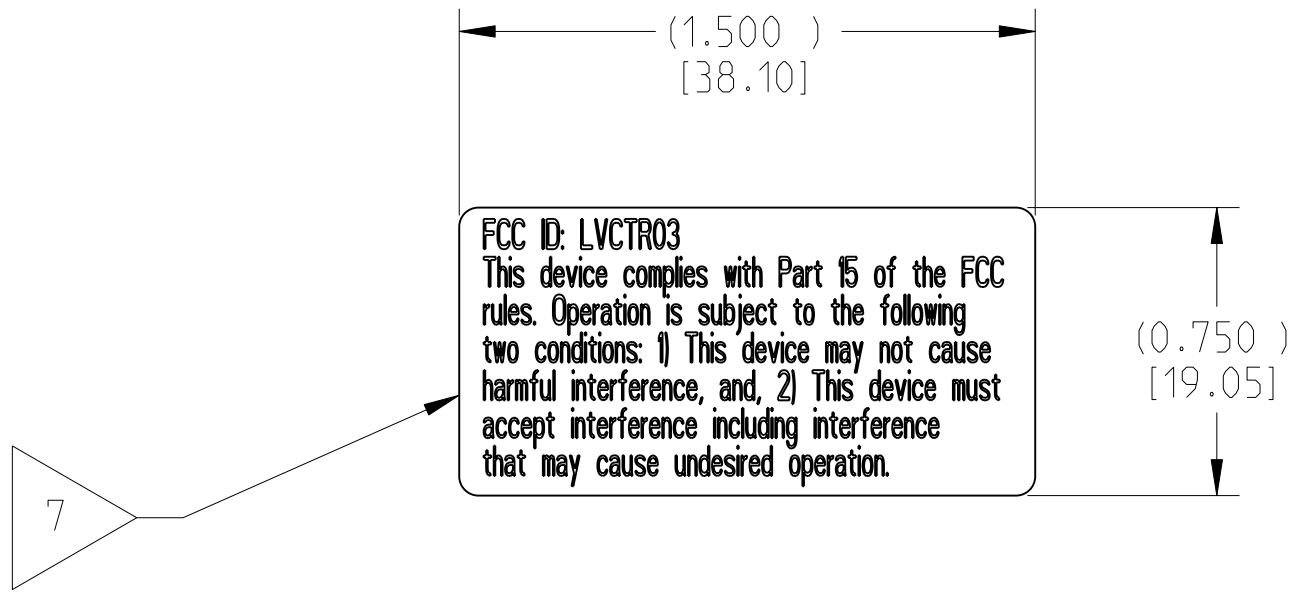 (1.500 )
[38.10]
FCC ID: LVCTR03
This device complies with Part 15 of the FCC
rules. Operation is subject to the following
two conditions: 1) This device may not cause
harmful interference, and, 2) This device must
accept interference including interference
that may cause undesired operation.
(0.750 )
[19.05]
7